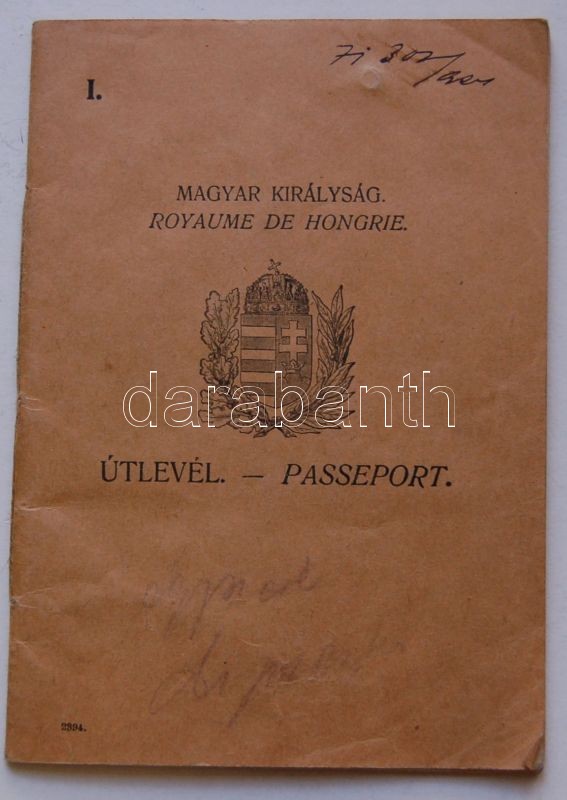 I.
MAGYAR KIRÁLYSÁG.
ROYAUME DE HONGRIE.
darabanth
ÚTLEVÉL. — PASSEPORT.
2394.